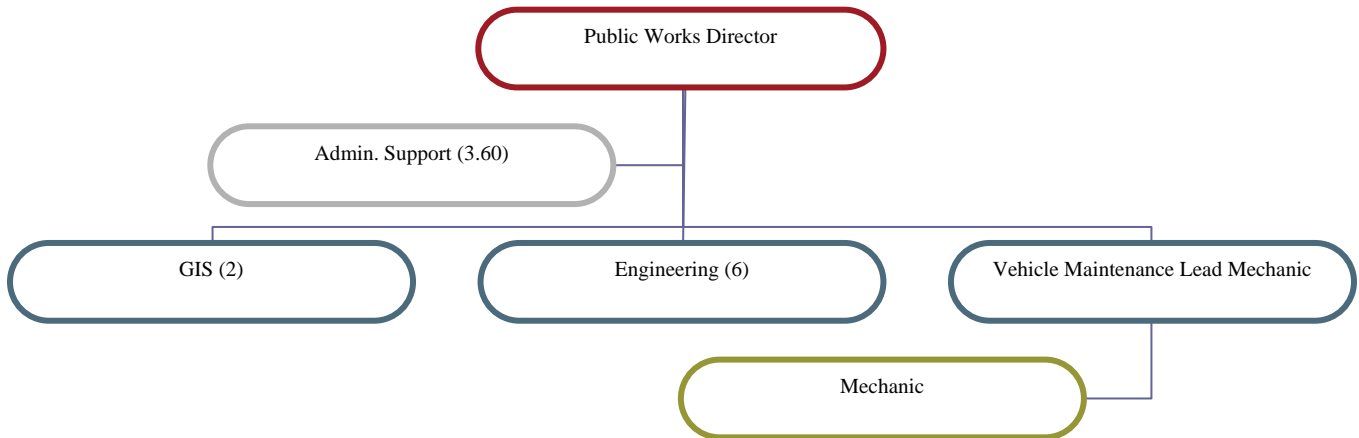 Public Works Director
Admin. Support (3.60)
GIS (2)
Engineering (6)
Vehicle Maintenance Lead Mechanic
Mechanic